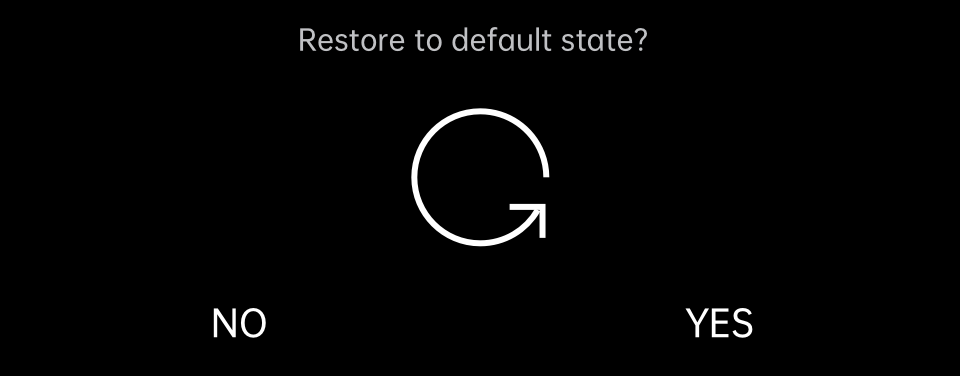 Restore to default state?
NO
YES